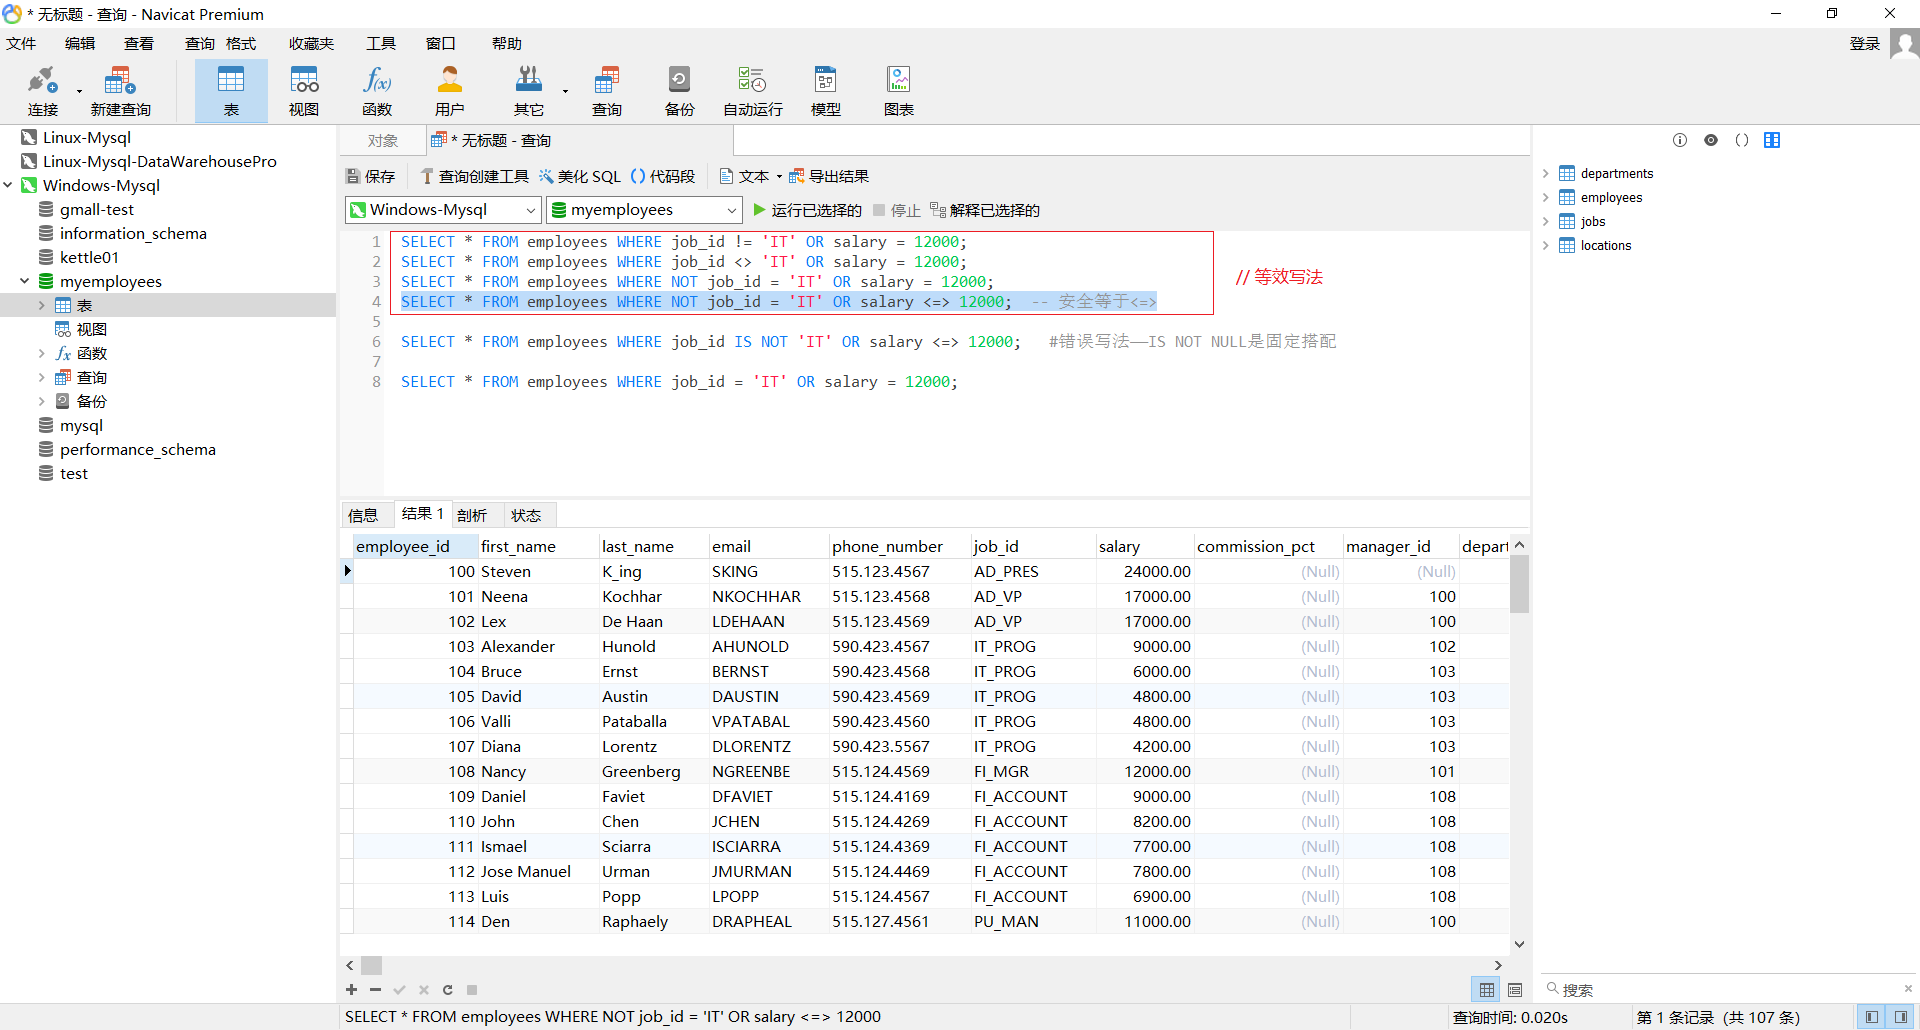 * 无标题 - 查询 - Navicat Premium
文件 编辑 查看 查询 格式 收藏夹 工具 窗口 帮助 登录
连接 新建查询 表 视图 函数 用户 其它 查询 备份 自动运行 模型 图表
Linux-Mysql
Linux-Mysql-DataWarehousePro
Windows-Mysql
gmall-test
information_schema
kettle01
myemployees
表
视图
函数
查询
备份
mysql
performance_schema
test
对象 * 无标题 - 查询
保存 查询创建工具 美化 SQL () 代码段 文本 导出结果
Windows-Mysql myemployees 运行已选择的 停止 解释已选择的
1 SELECT * FROM employees WHERE job_id != 'IT' OR salary = 12000;
2 SELECT * FROM employees WHERE job_id <> 'IT' OR salary = 12000;
3 SELECT * FROM employees WHERE NOT job_id = 'IT' OR salary = 12000;
4 SELECT * FROM employees WHERE NOT job_id = 'IT' OR salary <=> 12000; -- 安全等于<=>
// 等效写法
5
6 SELECT * FROM employees WHERE job_id IS NOT 'IT' OR salary <=> 12000; #错误写法——IS NOT NULL是固定搭配
7
8 SELECT * FROM employees WHERE job_id = 'IT' OR salary = 12000;
信息 结果 1 剖析 状态
employee_id first_name last_name email phone_number job_id salary commission_pct manager_id depart
100 Steven K_ing SKING 515.123.4567 AD_PRES 24000.00 (Null) (Null)
101 Neena Kochhar NKOCHHAR 515.123.4568 AD_VP 17000.00 (Null) 100
102 Lex De Haan LDEHAAN 515.123.4569 AD_VP 17000.00 (Null) 100
103 Alexander Hunold AHUNOLD 590.423.4567 IT_PROG 9000.00 (Null) 102
104 Bruce Ernst BERNST 590.423.4568 IT_PROG 6000.00 (Null) 103
105 David Austin DAUSTIN 590.423.4569 IT_PROG 4800.00 (Null) 103
106 Valli Pataballa VPATABAL 590.423.4560 IT_PROG 4800.00 (Null) 103
107 Diana Lorentz DLORENTZ 590.423.5567 IT_PROG 4200.00 (Null) 103
108 Nancy Greenberg NGREENBE 515.124.4569 FI_MGR 12000.00 (Null) 101
109 Daniel Faviet DFAVIET 515.124.4169 FI_ACCOUNT 9000.00 (Null) 108
110 John Chen JCHEN 515.124.4269 FI_ACCOUNT 8200.00 (Null) 108
111 Ismael Sciarra ISCIARRA 515.124.4369 FI_ACCOUNT 7700.00 (Null) 108
112 Jose Manuel Urman JMURMAN 515.124.4469 FI_ACCOUNT 7800.00 (Null) 108
113 Luis Popp LPOPP 515.124.4567 FI_ACCOUNT 6900.00 (Null) 108
114 Den Raphaely DRAPHEAL 515.127.4561 PU_MAN 11000.00 (Null) 100
departments
employees
jobs
locations
搜索
SELECT * FROM employees WHERE NOT job_id = 'IT' OR salary <=> 12000 查询时间: 0.020s 第 1 条记录 (共 107 条)